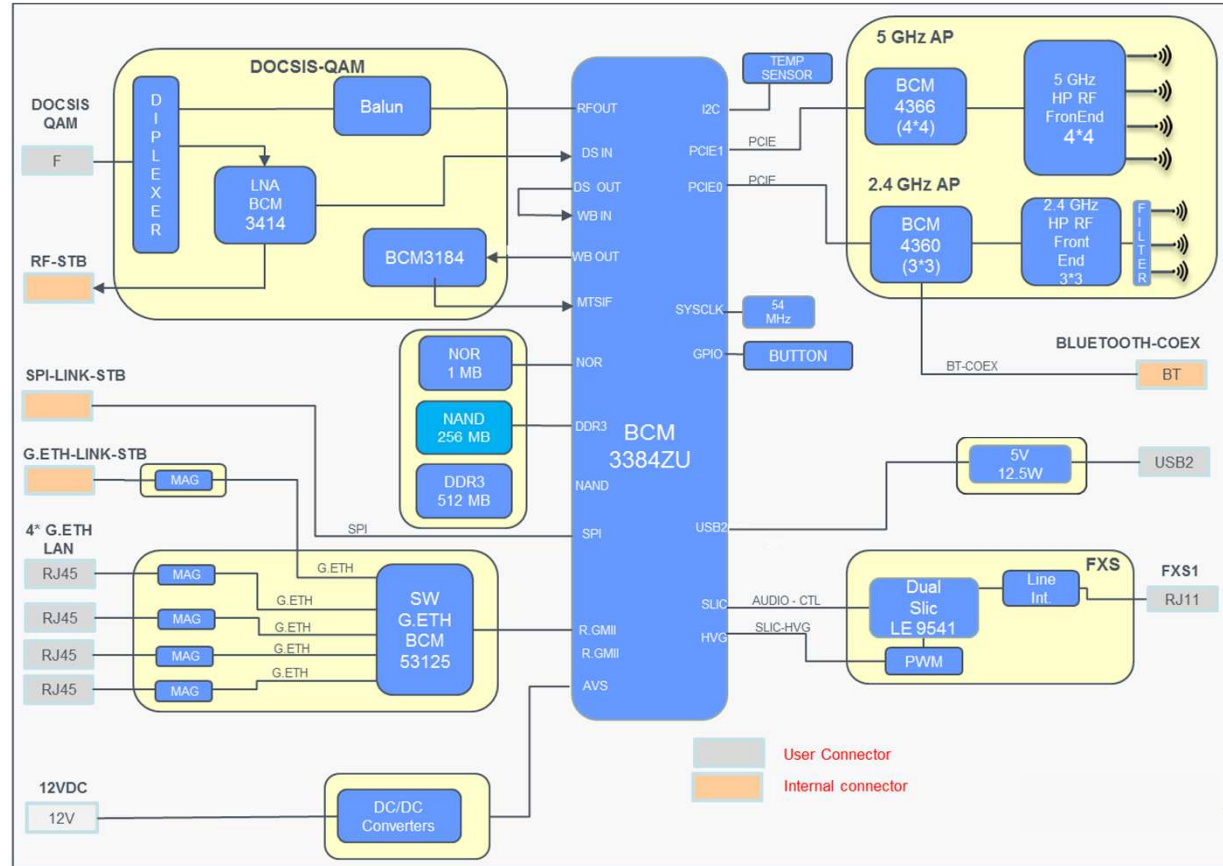 DOCSIS
QAM
F
RF-STB
SPI-LINK-STB
G.ETH-LINK-STB
4* G.ETH
LAN
RJ45
RJ45
RJ45
RJ45
12VDC
12V
DOCSIS-QAM
D
I
P
L
E
X
E
R
Balun
LNA
BCM
3414
BCM3184
NOR
1 MB
NAND
256 MB
DDR3
512 MB
MAG
SPI
MAG
MAG
MAG
MAG
G.ETH
G.ETH
G.ETH
G.ETH
G.ETH
SW
G.ETH
BCM
53125
DC/DC
Converters
RFOUT
DS IN
DS OUT
WB IN
WB OUT
MTSIF
NOR
DDR3
NAND
SPI
R.GMII
R.GMII
AVS
BCM
3384ZU
I2C
PCIE1
PCIE0
SYSCLK
GPIO
USB2
SLIC
HVG
TEMP
SENSOR
PCIE
PCIE
54
MHz
BUTTON
5 GHz AP
BCM
4366
(4*4)
5 GHz
HP RF
FronEnd
4*4
2.4 GHz AP
BCM
4360
(3*3)
2.4 GHz
HP RF
Front
End
3*3
F
I
L
T
E
R
BLUETOOTH-COEX
BT-COEX
BT
5V
12.5W
USB2
FXS
AUDIO - CTL
SLIC-HVG
Dual
Slic
LE 9541
PWM
Line
Int.
FXS1
RJ11
User Connector
Internal connector